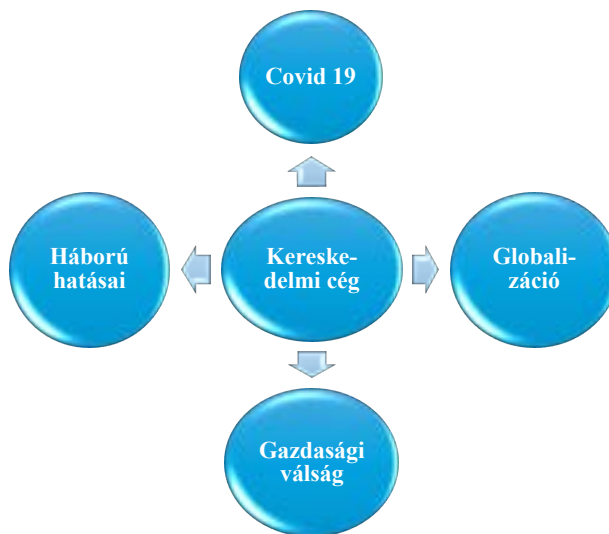 Covid 19
Háború
hatásai
Kereske-
delmi cég
Globali-
záció
Gazdasági
válság